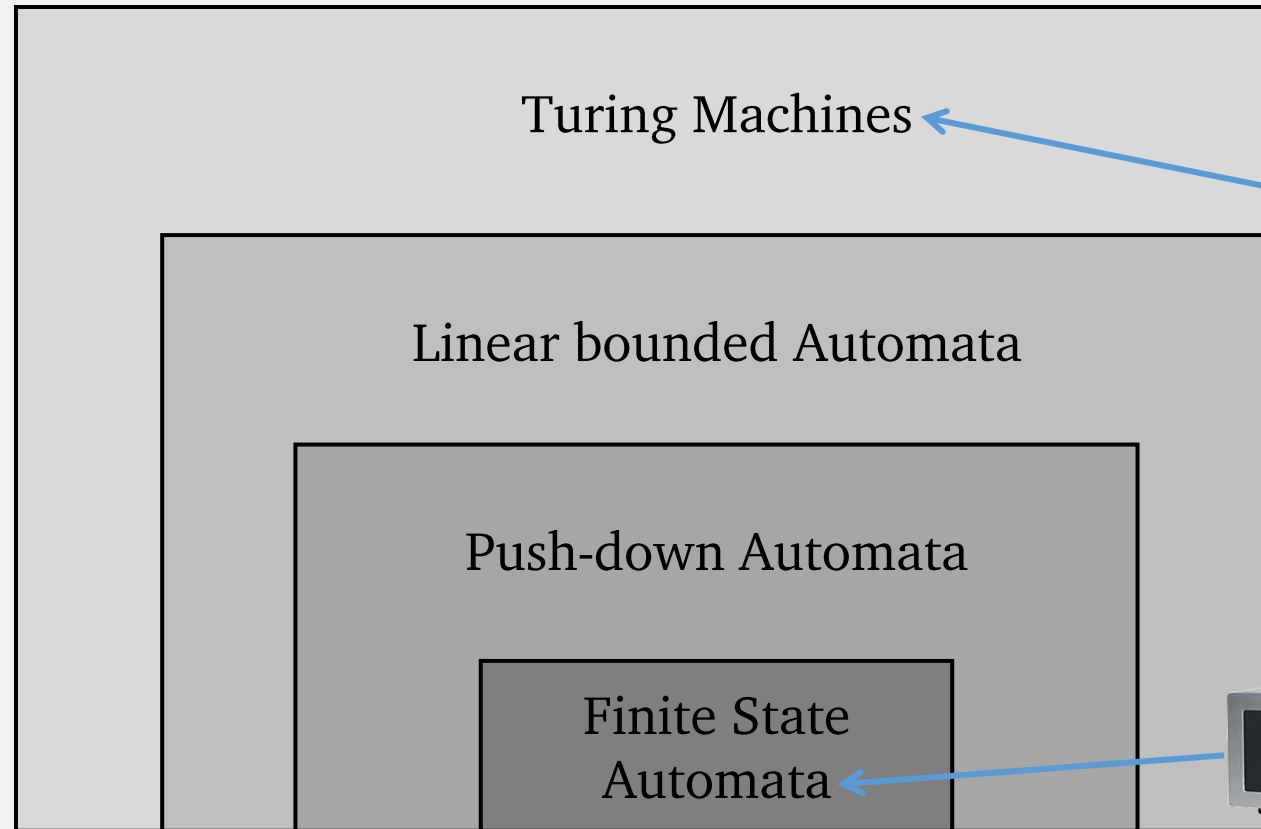 Turing Machines
Linear bounded Automata
Push-down Automata
Finite State
Automata